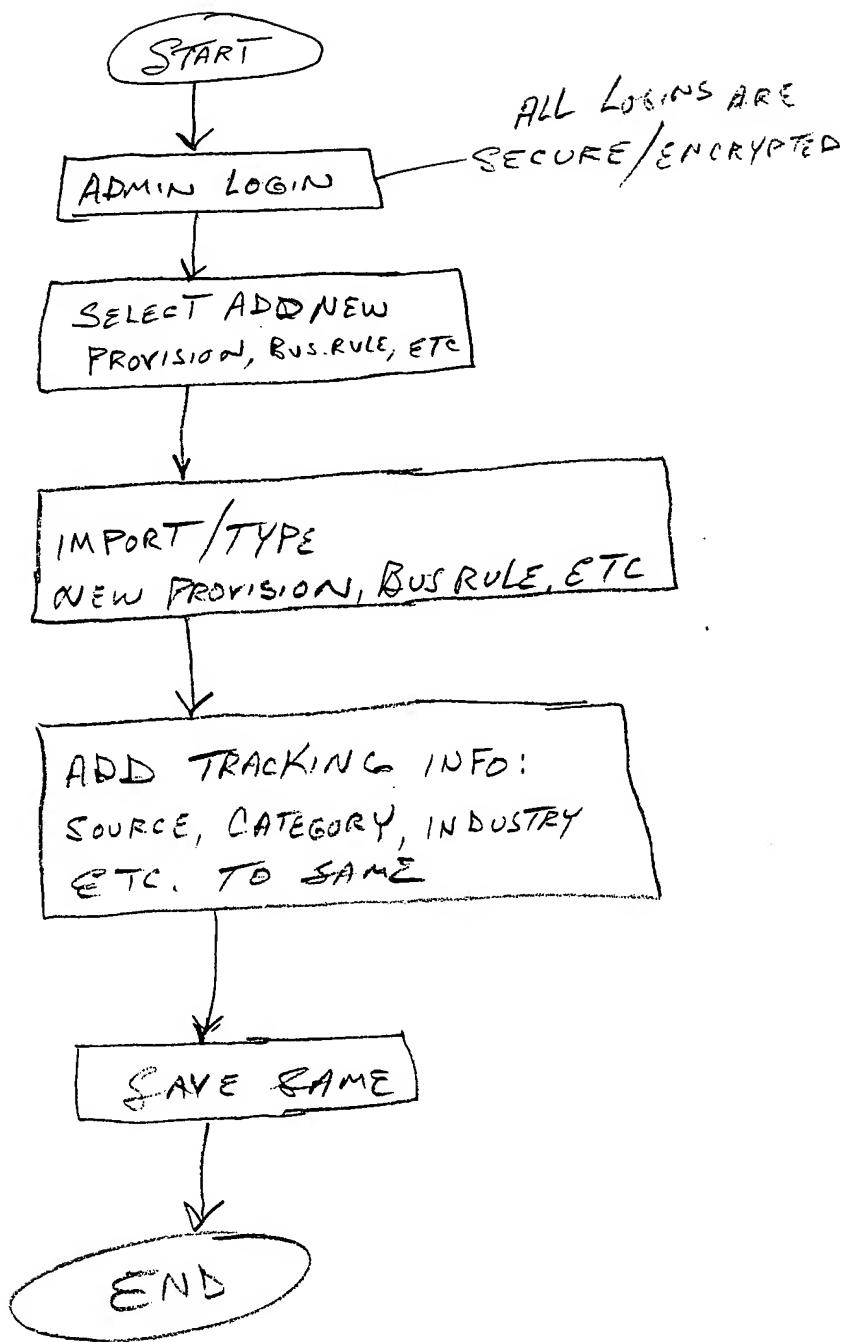 START
ALL LOGINS ARE
SECURE/ENCRYPTED
ADMIN LOGIN
SELECT ADD NEW
PROVISION, BUS. RULE, ETC
IMPORT/TYPE
NEW PROVISION, BUS RULE, ETC
ADD TRACKING INFO:
SOURCE, CATEGORY, INDUSTRY
ETC. TO SAME
SAVE SAME
END